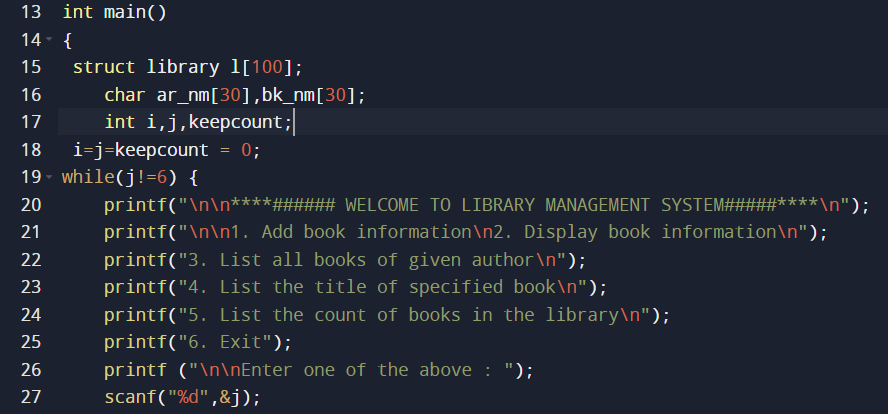 13 int main()
14 {
15 struct library l[100];
16 char ar_nm[30],bk_nm[30];
17 int i,j,keepcount;
18 i=j=keepcount = 0;
19 while(j!=6) {
20 printf("\n\n****###### WELCOME TO LIBRARY MANAGEMENT SYSTEM#####****\n");
21 printf("\n\n1. Add book information\n2. Display book information\n");
22 printf("3. List all books of given author\n");
23 printf("4. List the title of specified book\n");
24 printf("5. List the count of books in the library\n");
25 printf("6. Exit");
26 printf ("\n\nEnter one of the above : ");
27 scanf("%d",&j);